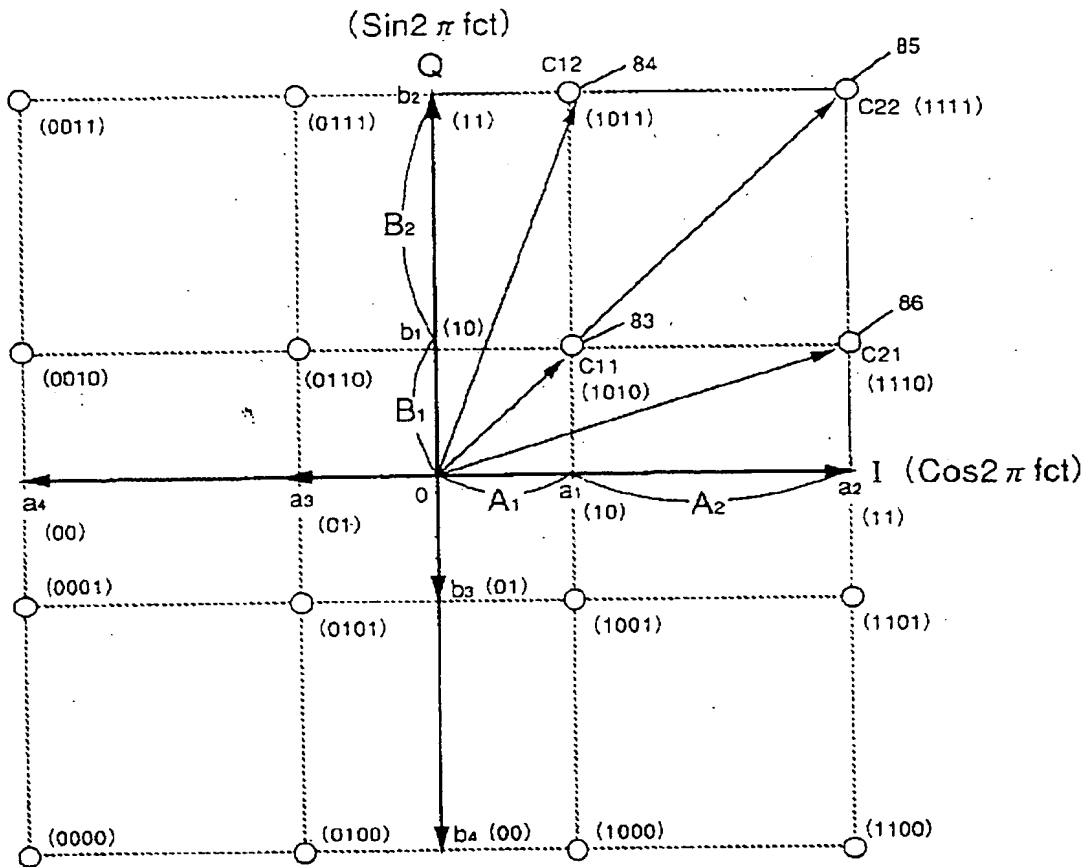 (Sin2 π fct)
Q
C12
84
85
b2
(0011)
(0111)
(11)
(1011)
C22 (1111)
B2
86
b1
(10)
83
(0010)
(0110)
C11
C21
(1010)
(1110)
B1
a4
a3
0
A1
a1
A2
a2
I (Cos2 π fct)
(00)
(01)
(10)
(11)
(0001)
b3 (01)
(0101)
(1001)
(1101)
(0000)
(0100)
b4 (00)
(1000)
(1100)